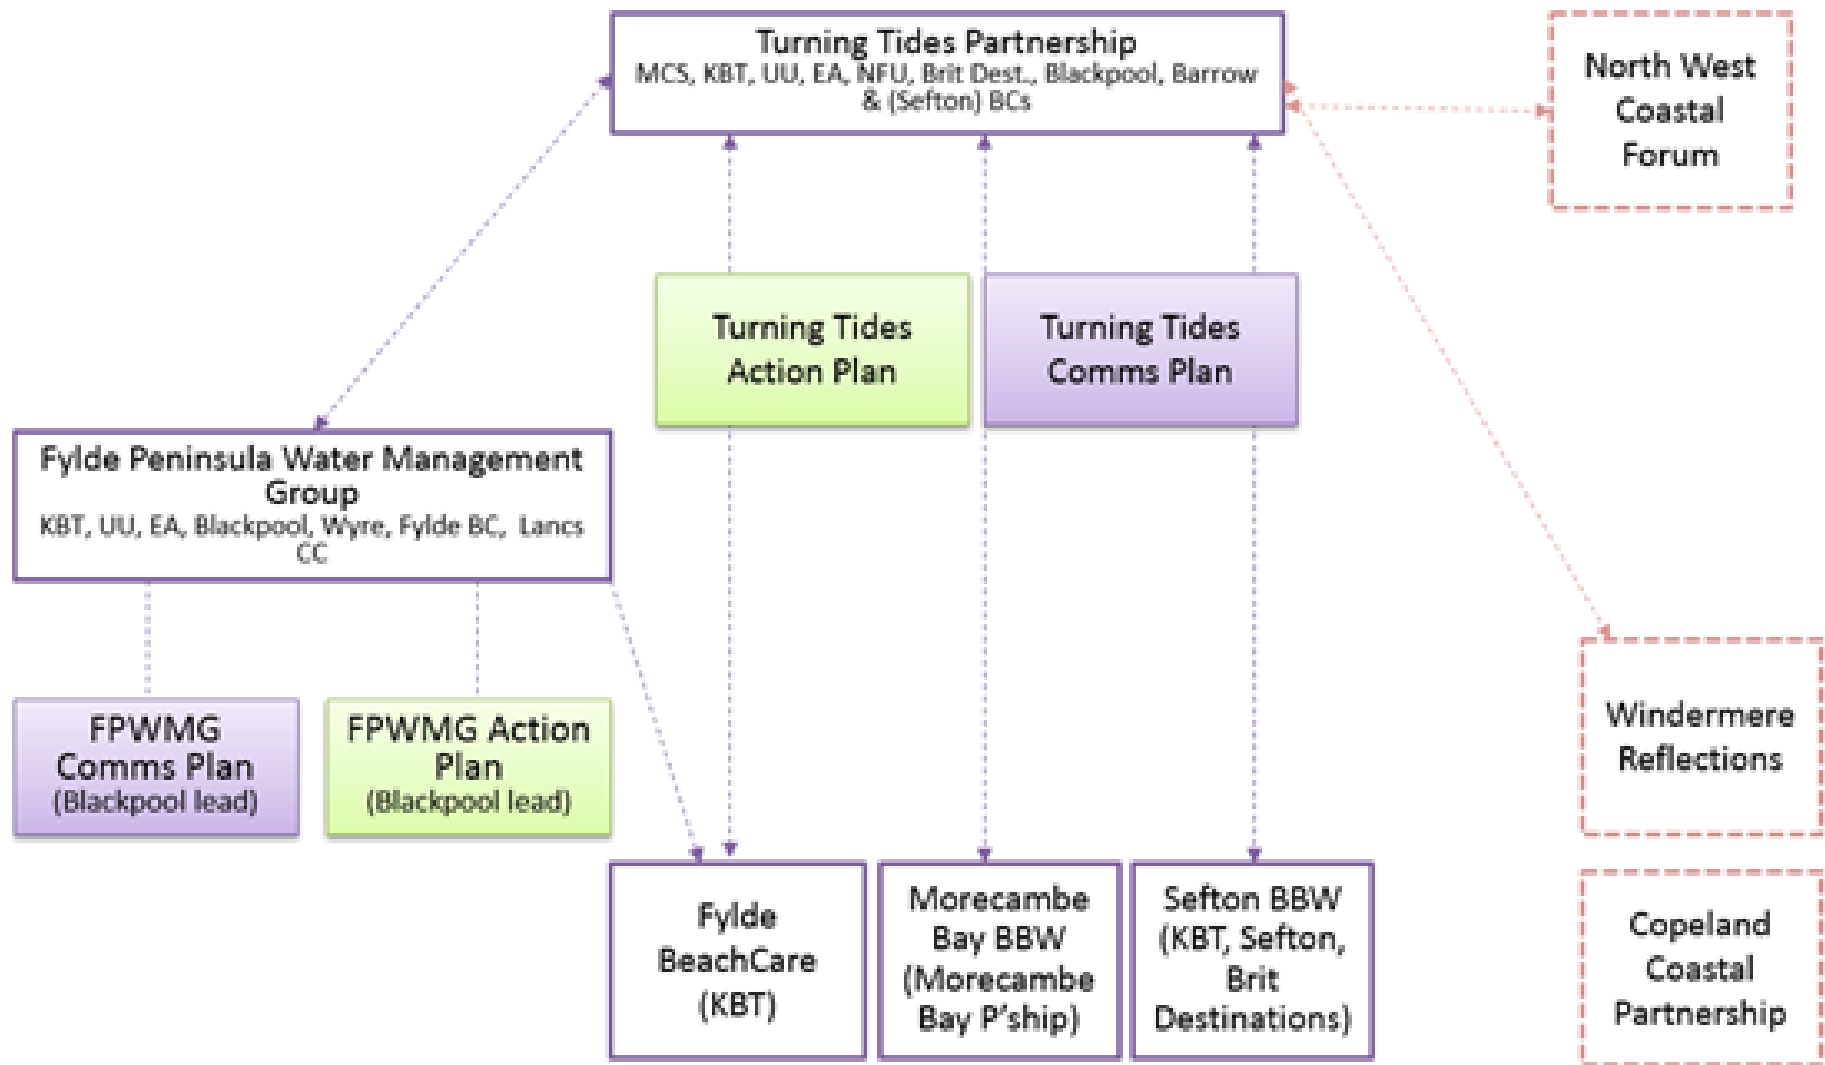 Turning Tides Partnership
MCS, KBT, UU, EA, NFU, Brit Dest., Blackpool, Barrow
& (Sefton) BCs
North West
Coastal
Forum
Turning Tides
Action Plan
Turning Tides
Comms Plan
Fylde Peninsula Water Management
Group
KBT, UU, EA, Blackpool, Wyre, Fylde BC, Lancs
CC
FPWMG
Comms Plan
(Blackpool lead)
FPWMG Action
Plan
(Blackpool lead)
Windermere
Reflections
Fylde
BeachCare
(KBT)
Morecambe
Bay BBW
(Morecambe
Bay P'ship)
Sefton BBW
(KBT, Sefton,
Brit
Destinations)
Copeland
Coastal
Partnership